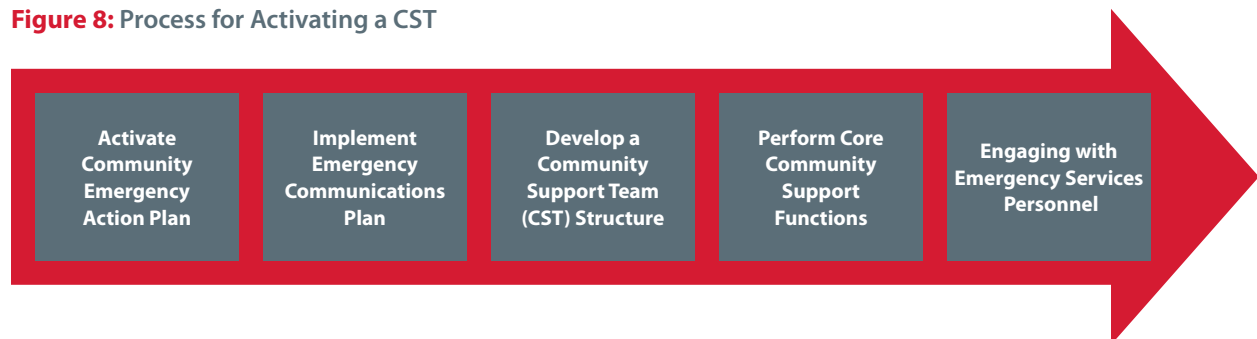 Figure 8: Process for Activating a CST
Activate
Community
Emergency
Action Plan
Implement
Emergency
Communications
Plan
Develop a
Community
Support Team
(CST) Structure
Perform Core
Community
Support
Functions
Engaging with
Emergency Services
Personnel